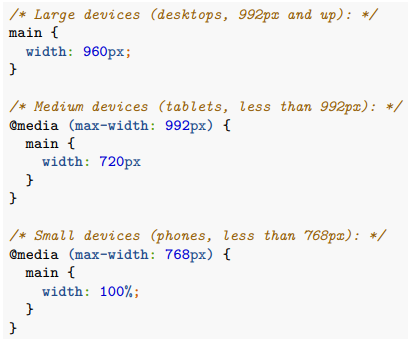 /* Large devices (desktops, 992px and up): */
main {
  width: 960px;
}

/* Medium devices (tablets, less than 992px): */
@media (max-width: 992px) {
  main {
    width: 720px
  }
}

/* Small devices (phones, less than 768px): */
@media (max-width: 768px) {
  main {
    width: 100%;
  }
}